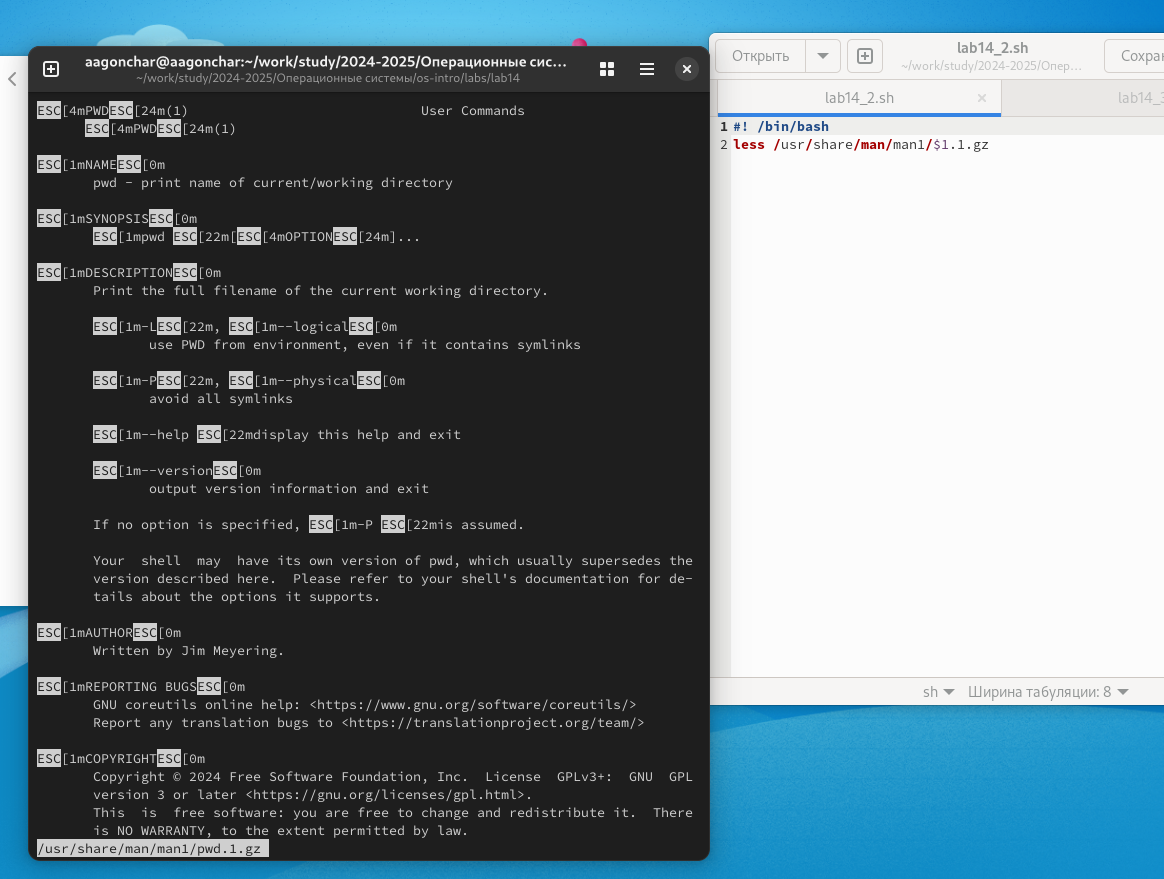 aagonchar@aagonchar:~/work/study/2024-2025/Операционные сис...
~/work/study/2024-2025/Операционные системы/os-intro/labs/lab14
ESC[4mPWDESC[24m(1) User Commands
ESC[4mPWDESC[24m(1)
ESC[1mNAMEESC[0m
pwd - print name of current/working directory
ESC[1mSYNOPSISESC[0m
ESC[1mpwd ESC[22m[ESC[4mOPTIONESC[24m]...
ESC[1mDESCRIPTIONESC[0m
Print the full filename of the current working directory.
ESC[1m-LESC[22m, ESC[1m--logicalESC[0m
use PWD from environment, even if it contains symlinks
ESC[1m-PESC[22m, ESC[1m--physicalESC[0m
avoid all symlinks
ESC[1m--help ESC[22mdisplay this help and exit
ESC[1m--versionESC[0m
output version information and exit
If no option is specified, ESC[1m-P ESC[22mis assumed.
Your shell may have its own version of pwd, which usually supersedes the
version described here. Please refer to your shell's documentation for de-
tails about the options it supports.
ESC[1mAUTHORESC[0m
Written by Jim Meyering.
ESC[1mREPORTING BUGSESC[0m
GNU coreutils online help: <https://www.gnu.org/software/coreutils/>
Report any translation bugs to <https://translationproject.org/team/>
ESC[1mCOPYRIGHTESC[0m
Copyright © 2024 Free Software Foundation, Inc. License GPLv3+: GNU GPL
version 3 or later <https://gnu.org/licenses/gpl.html>.
This is free software: you are free to change and redistribute it. There
is NO WARRANTY, to the extent permitted by law.
/usr/share/man/man1/pwd.1.gz
Открыть
lab14_2.sh
~/work/study/2024-2025/Опер...
Сохран
lab14_2.sh
lab14_3
1 #! /bin/bash
2 less /usr/share/man/man1/$1.1.gz
sh Ширина табуляции: 8